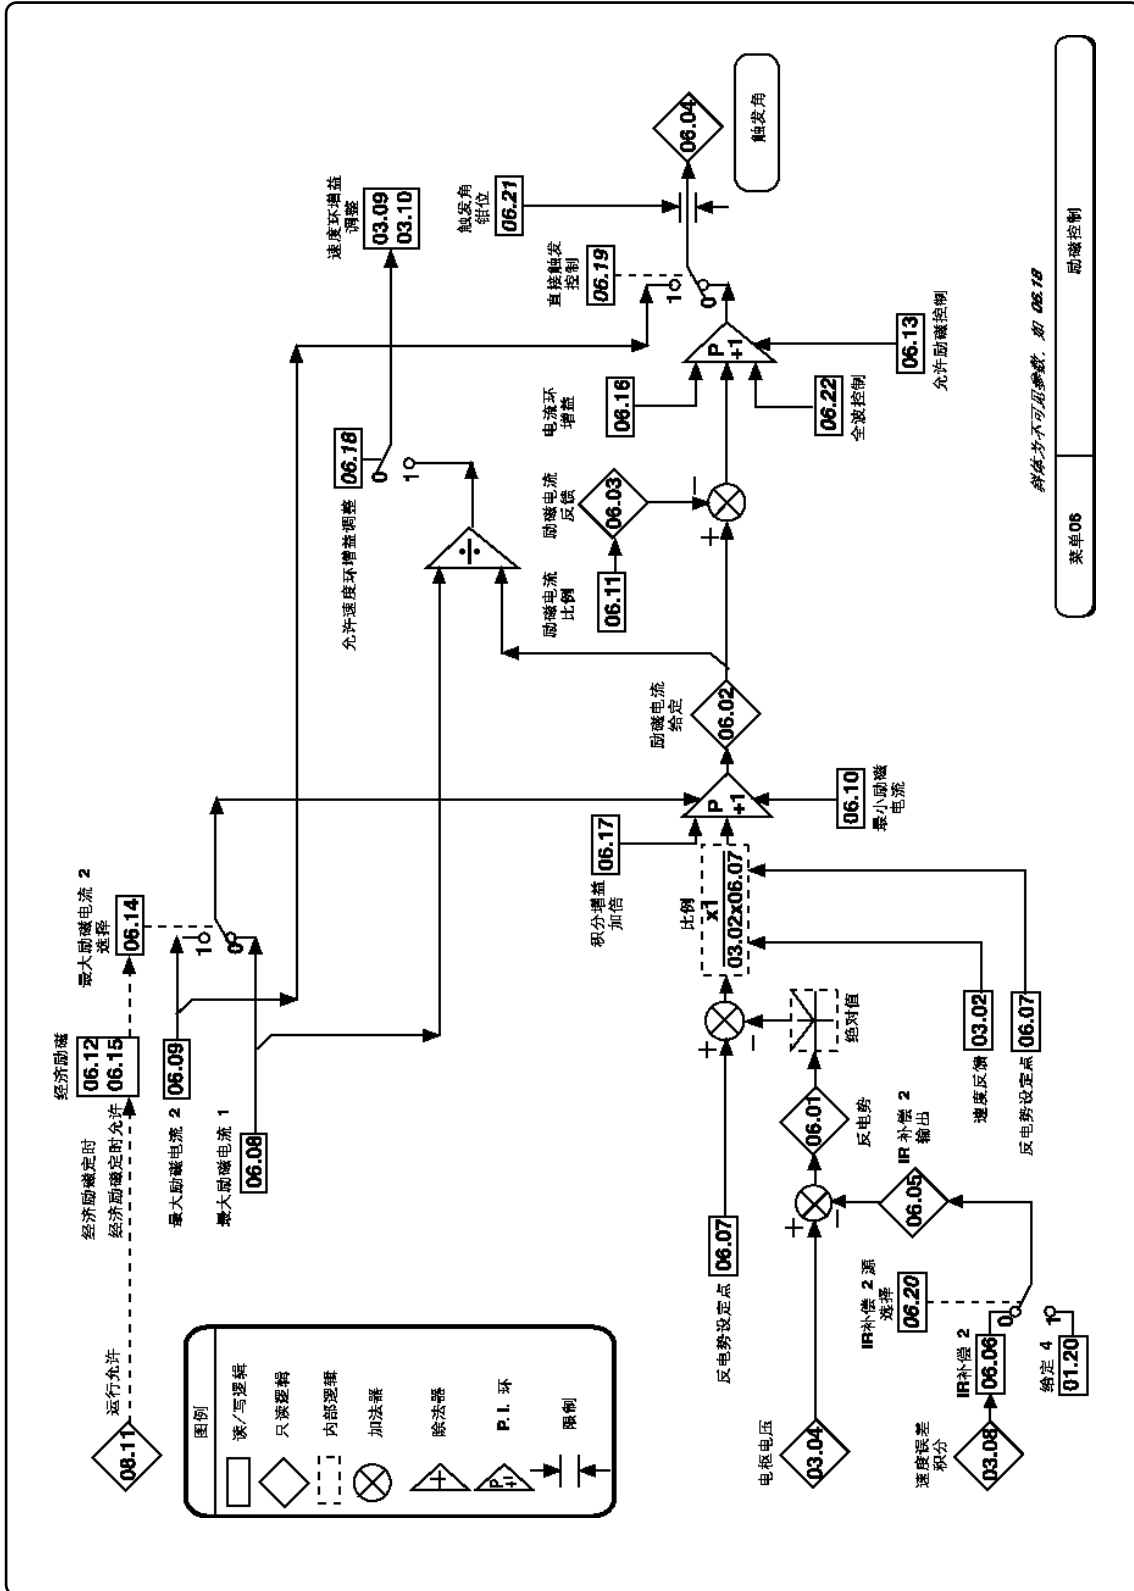 08.11
运行允许
经济励磁定时
经济励磁定时允许
经济励磁
06.12
06.15
最大励磁电流 2
选择
06.14
最大励磁电流 2
06.09
最大励磁电流 1
06.08
1
0
允许速度环增益调整
06.18
0
1
速度环增益
调整
03.09
03.10
图例
读/写逻辑
只读逻辑
内部逻辑
加法器
除法器
P. I. 环
限制
反电势设定点
06.07
+
−
比例
x1
03.02x06.07
积分增益
加倍
06.17
P
+1
励磁电流
给定
06.02
06.10
最小励磁
电流
÷
励磁电流
比例
06.11
励磁电流
反馈
06.03
+
−
电流环
增益
06.16
P
+1
06.22
全波控制
06.13
允许励磁控制
直接触发
控制
06.19
1
0
触发角
钳位
06.21
06.04
触发角
电枢电压
03.04
+
−
06.01
反电势
绝对值
IR 补偿 2
输出
06.05
IR补偿 2 源
选择
06.20
速度误差
积分
03.08
IR补偿 2
06.06
0
给定 4
01.20
1
速度反馈
03.02
反电势设定点
06.07
斜体为不可用参数，如 06.18
菜单06
励磁控制